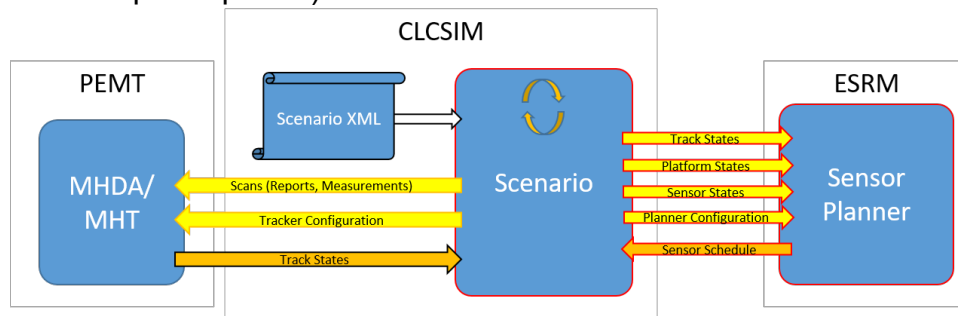 CLCSIM
PEMT
ESRM
Scenario XML
MHDA/
MHT
Scenario
Sensor
Planner
Scans (Reports, Measurements)
Tracker Configuration
Track States
Track States
Platform States
Sensor States
Planner Configuration
Sensor Schedule